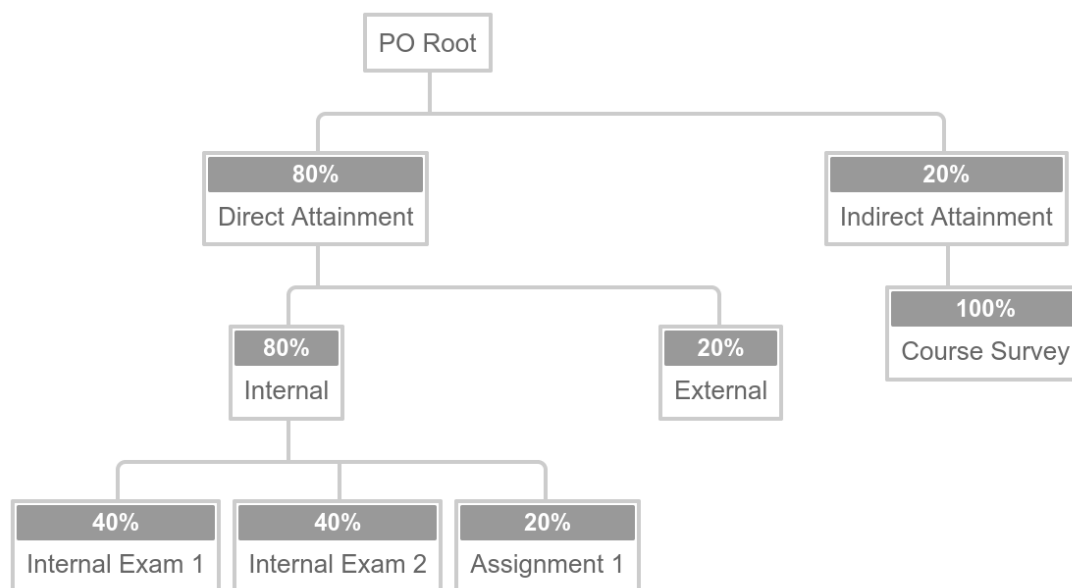 PO Root
80%
Direct Attainment
20%
Indirect Attainment
100%
Course Survey
80%
Internal
20%
External
40%
Internal Exam 1
40%
Internal Exam 2
20%
Assignment 1